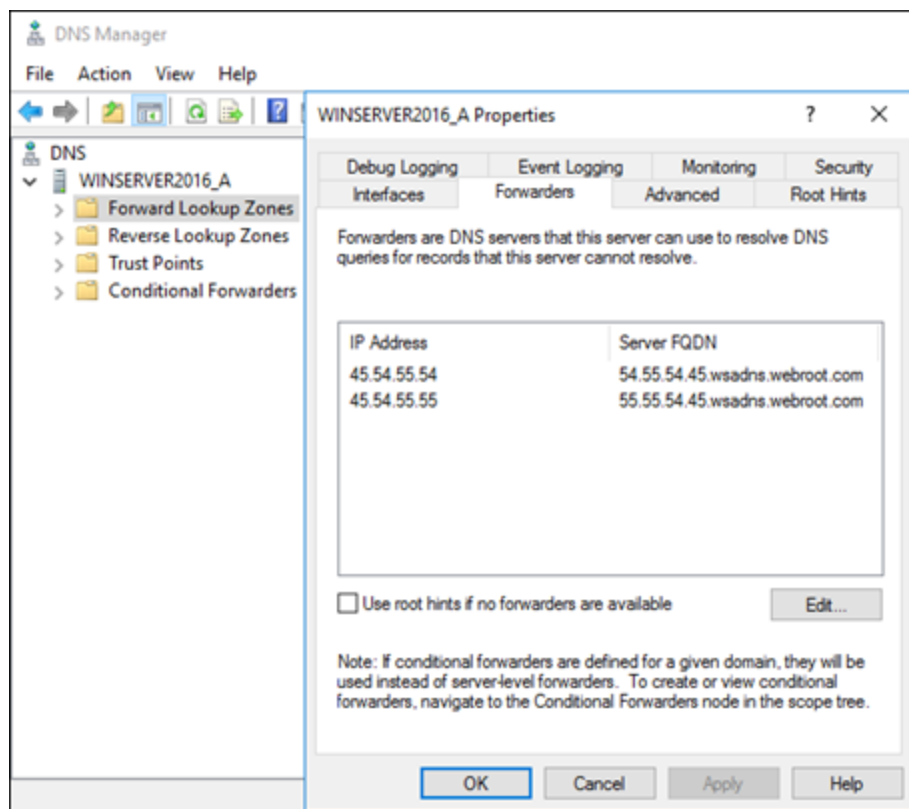 DNS Manager
File Action View Help
DNS
WINSERVER2016_A
Forward Lookup Zones
Reverse Lookup Zones
Trust Points
Conditional Forwarders
WINSERVER2016_A Properties
?
Debug Logging Event Logging Monitoring Security
Interfaces Forwarders Advanced Root Hints
Forwarders are DNS servers that this server can use to resolve DNS
queries for records that this server cannot resolve.
IP Address Server FQDN
45.54.55.54 54.55.54.45.wsadns.webroot.com
45.54.55.55 55.55.54.45.wsadns.webroot.com
Use root hints if no forwarders are available Edit...
Note: If conditional forwarders are defined for a given domain, they will be
used instead of server-level forwarders. To create or view conditional
forwarders, navigate to the Conditional Forwarders node in the scope tree.
OK Cancel Apply Help